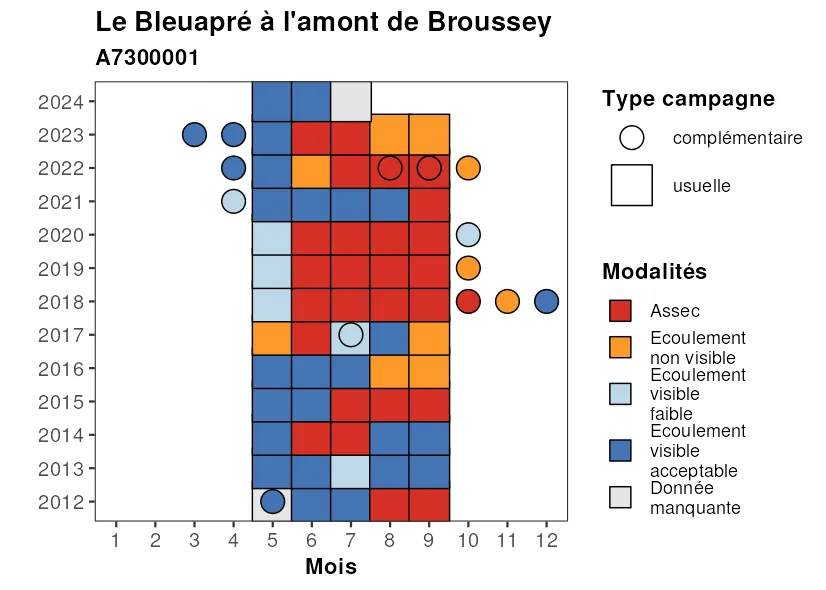 Le Bleuapré à l'amont de Broussey
A7300001
2024
2023
2022
2021
2020
2019
2018
2017
2016
2015
2014
2013
2012
1 2 3 4 5 6 7 8 9 10 11 12
Mois
Type campagne
complémentaire
usuelle
Modalités
Assec
Ecoulement
non visible
Ecoulement
visible
faible
Ecoulement
visible
acceptable
Donnée
manquante